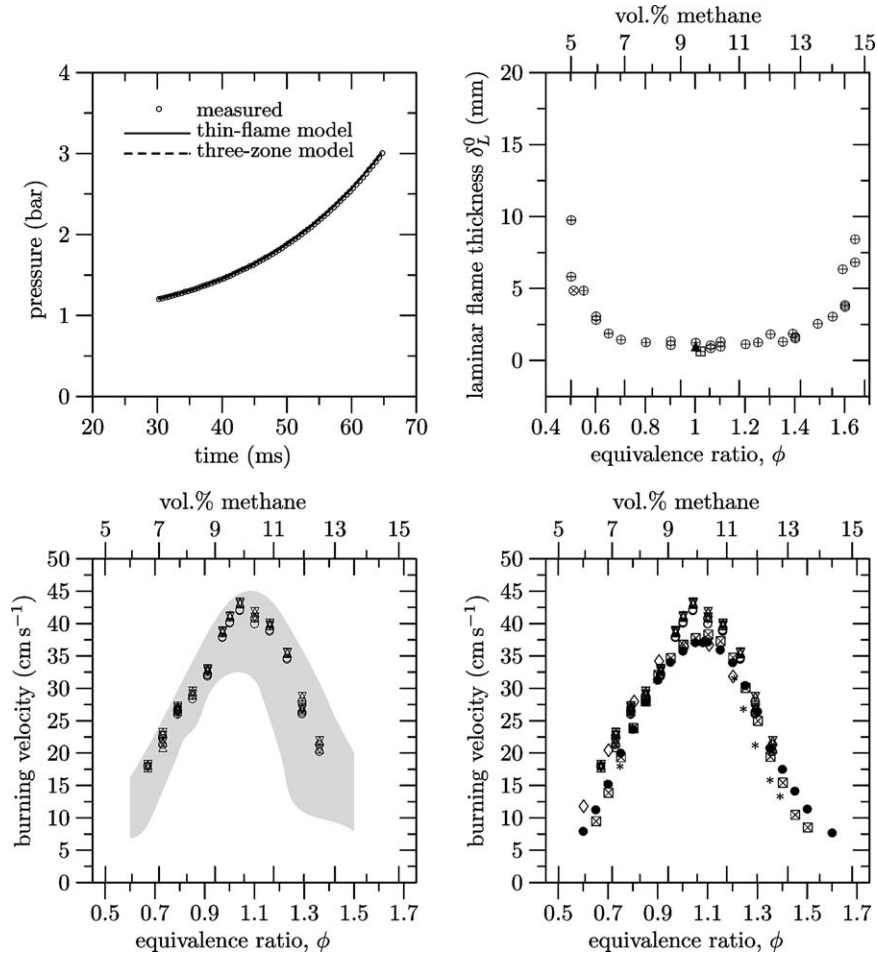 4
3
2
1
0
pressure (bar)
measured
thin-flame model
three-zone model
20 30 40 50 60 70
time (ms)
vol.% methane
5 7 9 11 13 15
20
15
10
5
0
laminar flame thickness δ_L^0 (mm)
0.4 0.6 0.8 1 1.2 1.4 1.6
equivalence ratio, ϕ
vol.% methane
5 7 9 11 13 15
50
45
40
35
30
25
20
15
10
5
0
burning velocity (cm s⁻¹)
0.5 0.7 0.9 1.1 1.3 1.5 1.7
equivalence ratio, ϕ
vol.% methane
5 7 9 11 13 15
50
45
40
35
30
25
20
15
10
5
0
burning velocity (cm s⁻¹)
0.5 0.7 0.9 1.1 1.3 1.5 1.7
equivalence ratio, ϕ